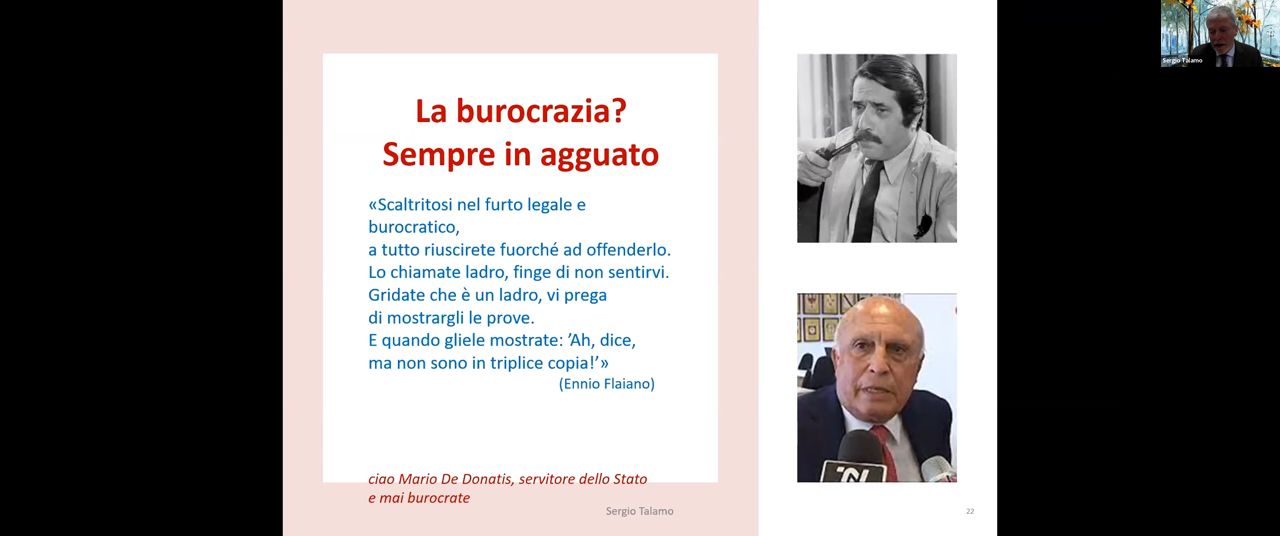 La burocrazia?
Sempre in agguato
«Scaltritosi nel furto legale e
burocratico,
a tutto riuscirete fuorché ad offenderlo.
Lo chiamate ladro, finge di non sentirvi.
Gridate che è un ladro, vi prega
di mostrargli le prove.
E quando gliele mostrate: ’Ah, dice,
ma non sono in triplice copia!’»
(Ennio Flaiano)
ciao Mario De Donatis, servitore dello Stato
e mai burocrate
Sergio Talamo
22
Sergio Talamo